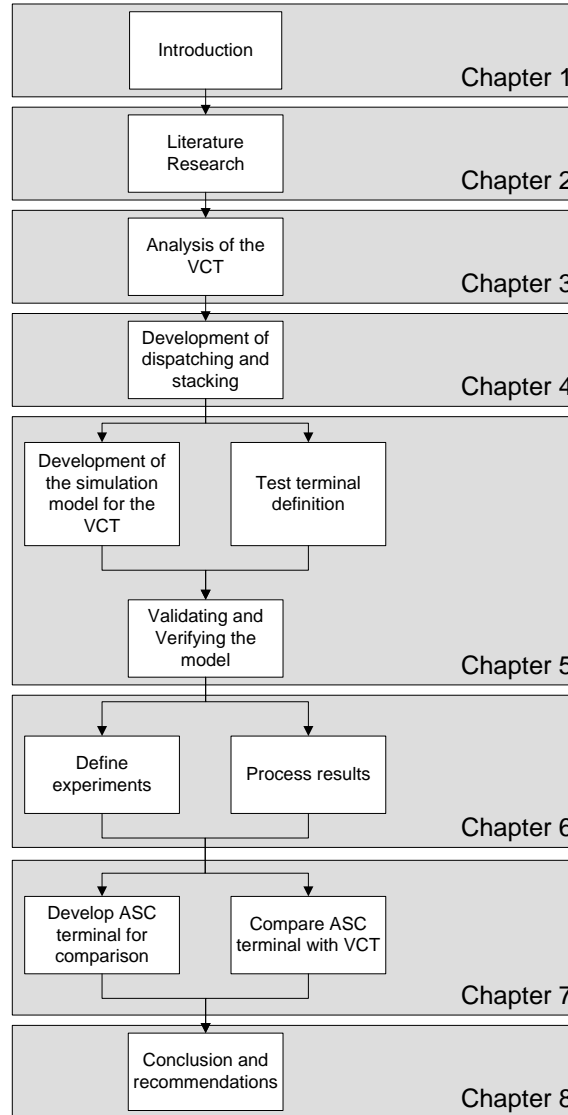 Introduction
Chapter 1
Literature
Research
Chapter 2
Analysis of the
VCT
Chapter 3
Development of
dispatching and
stacking
Chapter 4
Development of
the simulation
model for the
VCT
Test terminal
definition
Validating and
Verifying the
model
Chapter 5
Define
experiments
Process results
Chapter 6
Develop ASC
terminal for
comparison
Compare ASC
terminal with VCT
Chapter 7
Conclusion and
recommendations
Chapter 8